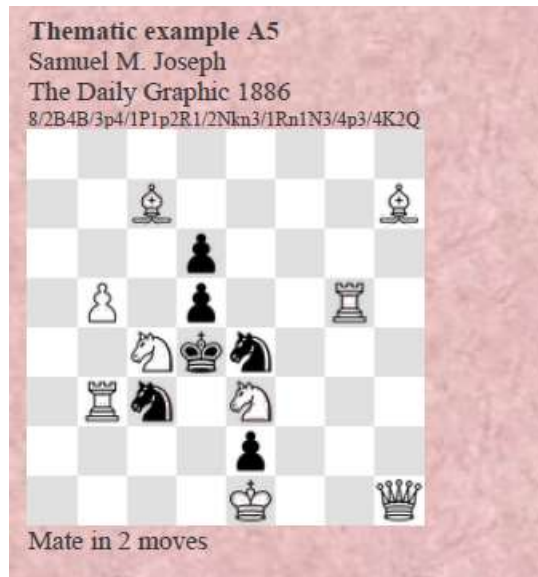 Thematic example A5
Samuel M. Joseph
The Daily Graphic 1886
8/2B4B/3p4/1P1p2R1/2Nkn3/1Rn1N3/4p3/4K2Q
Mate in 2 moves